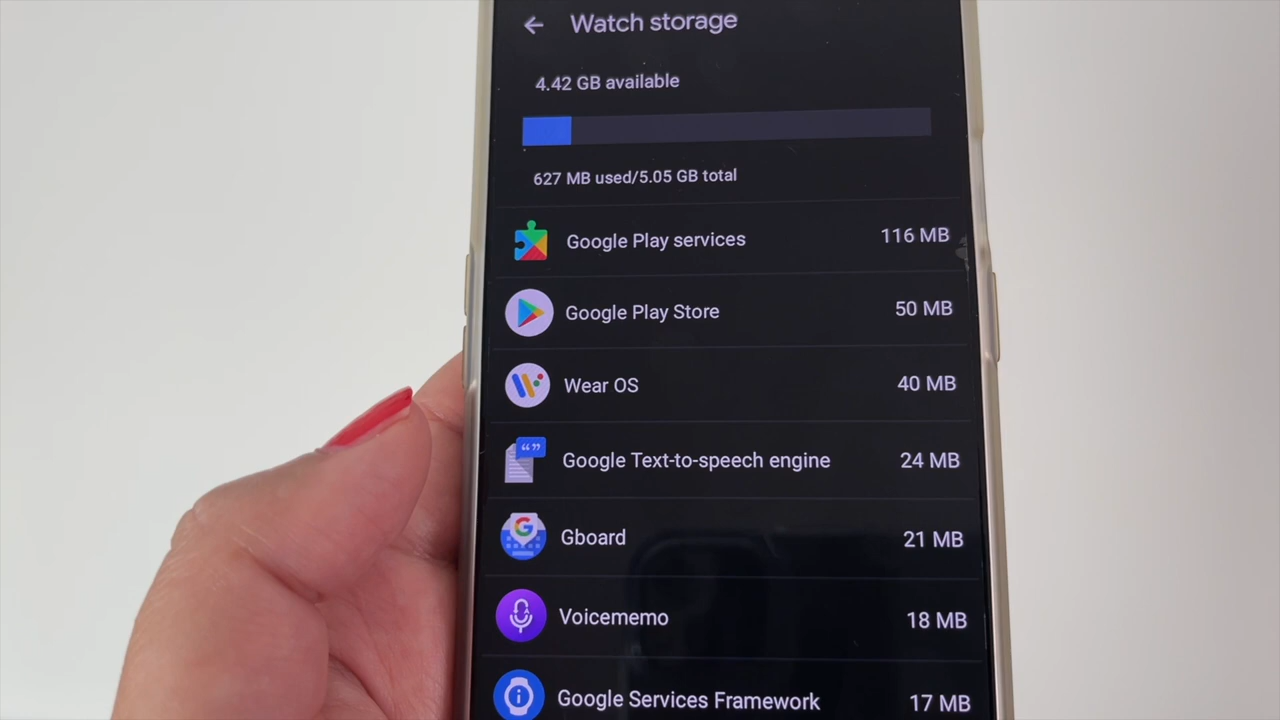 Watch storage
4.42 GB available
627 MB used/5.05 GB total
Google Play services 116 MB
Google Play Store 50 MB
Wear OS 40 MB
Google Text-to-speech engine 24 MB
Gboard 21 MB
Voicememo 18 MB
Google Services Framework 17 MB